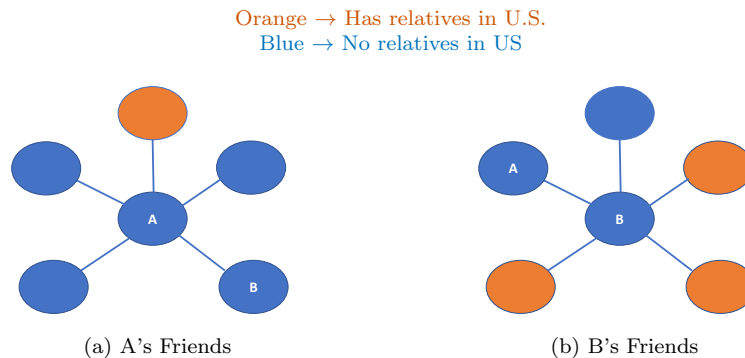 Orange → Has relatives in U.S.
Blue → No relatives in US
A
B
A
B
(a) A's Friends
(b) B's Friends